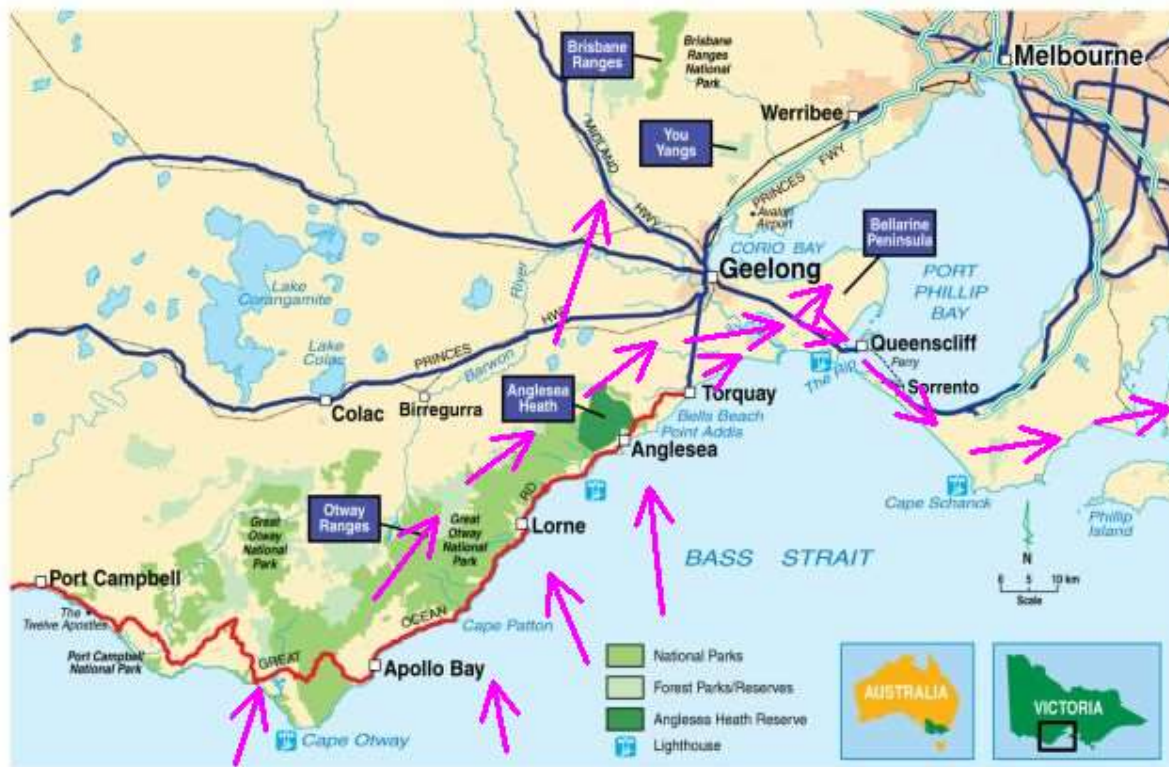 Brisbane
Ranges
Brisbane
Ranges
National
Park
Melbourne
Werribee
You
Yangs
MIDLAND
HWY
PRINCES FWY
Avalon
Airport
CORIO BAY
Bellarine
Peninsula
Geelong
PORT
PHILLIP
BAY
Lake
Corangamite
River
Lake
Colac
PRINCES
HWY
Barwon
Queenscliff
Ferry
The Rip
Sorrento
Colac
Birregurra
Anglesea
Heath
Torquay
Bells Beach
Point Addis
Anglesea
Cape Schanck
Phillip
Island
Otway
Ranges
Great
Otway
National
Park
Great
Otway
National
Park
RD
Lorne
BASS STRAIT
N
0 5 10 km
Scale
Port Campbell
The
Twelve Apostles
Port Campbell
National Park
OCEAN
Cape Patton
GREAT
Apollo Bay
Cape Otway
National Parks
Forest Parks/Reserves
Anglesea Heath Reserve
Lighthouse
AUSTRALIA
VICTORIA